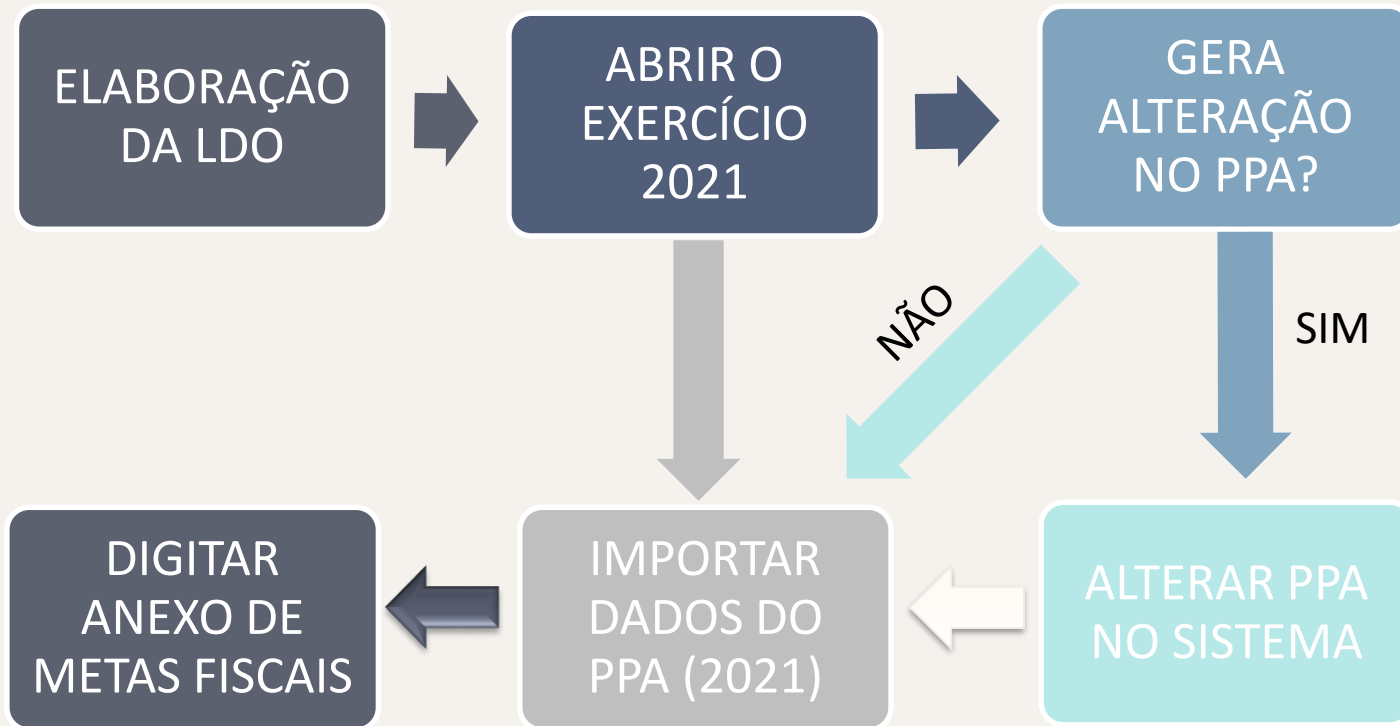 ELABORAÇÃO
DA LDO
ABRIR O
EXERCÍCIO
2021
GERA
ALTERAÇÃO
NO PPA?
NÃO
SIM
DIGITAR
ANEXO DE
METAS FISCAIS
IMPORTAR
DADOS DO
PPA (2021)
ALTERAR PPA
NO SISTEMA